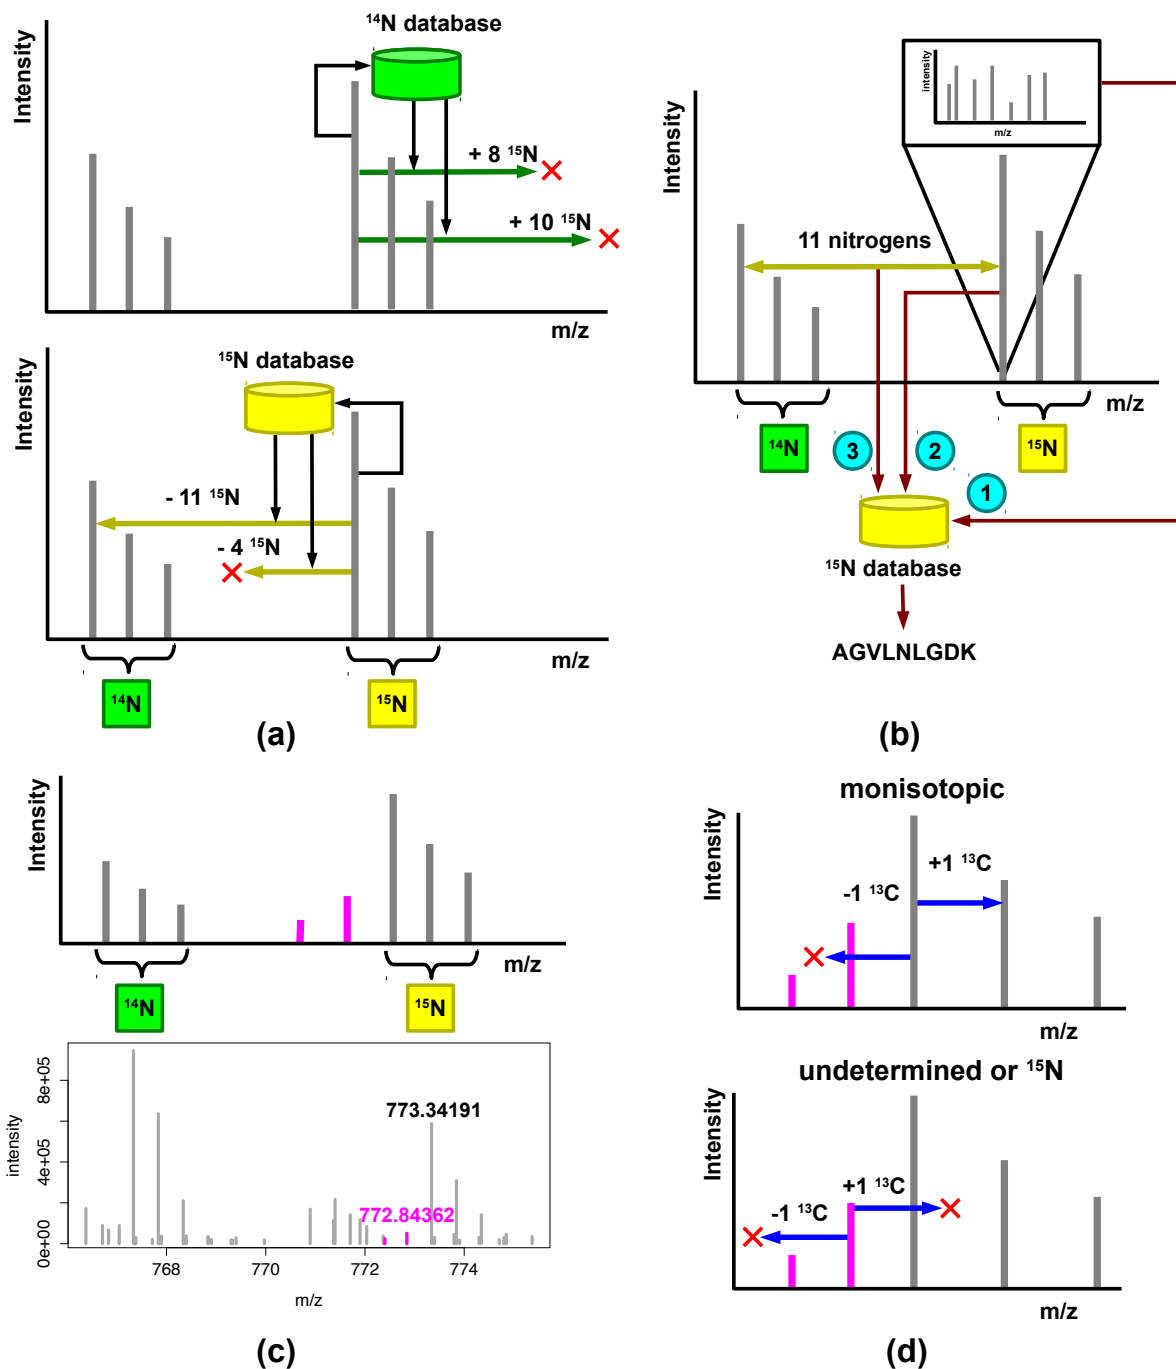 ¹⁴N database
Intensity
+ 8 ¹⁵N
+ 10 ¹⁵N
m/z
¹⁵N database
Intensity
- 11 ¹⁵N
- 4 ¹⁵N
m/z
¹⁴N
¹⁵N
(a)
intensity
m/z
Intensity
11 nitrogens
m/z
¹⁴N
¹⁵N
3
2
1
¹⁵N database
AGVLNLGDK
(b)
Intensity
m/z
¹⁴N
¹⁵N
intensity
0e+00
4e+05
8e+05
773.34191
772.84362
768
770
772
774
m/z
(c)
monisotopic
Intensity
+1 ¹³C
-1 ¹³C
m/z
undetermined or ¹⁵N
Intensity
+1 ¹³C
-1 ¹³C
m/z
(d)